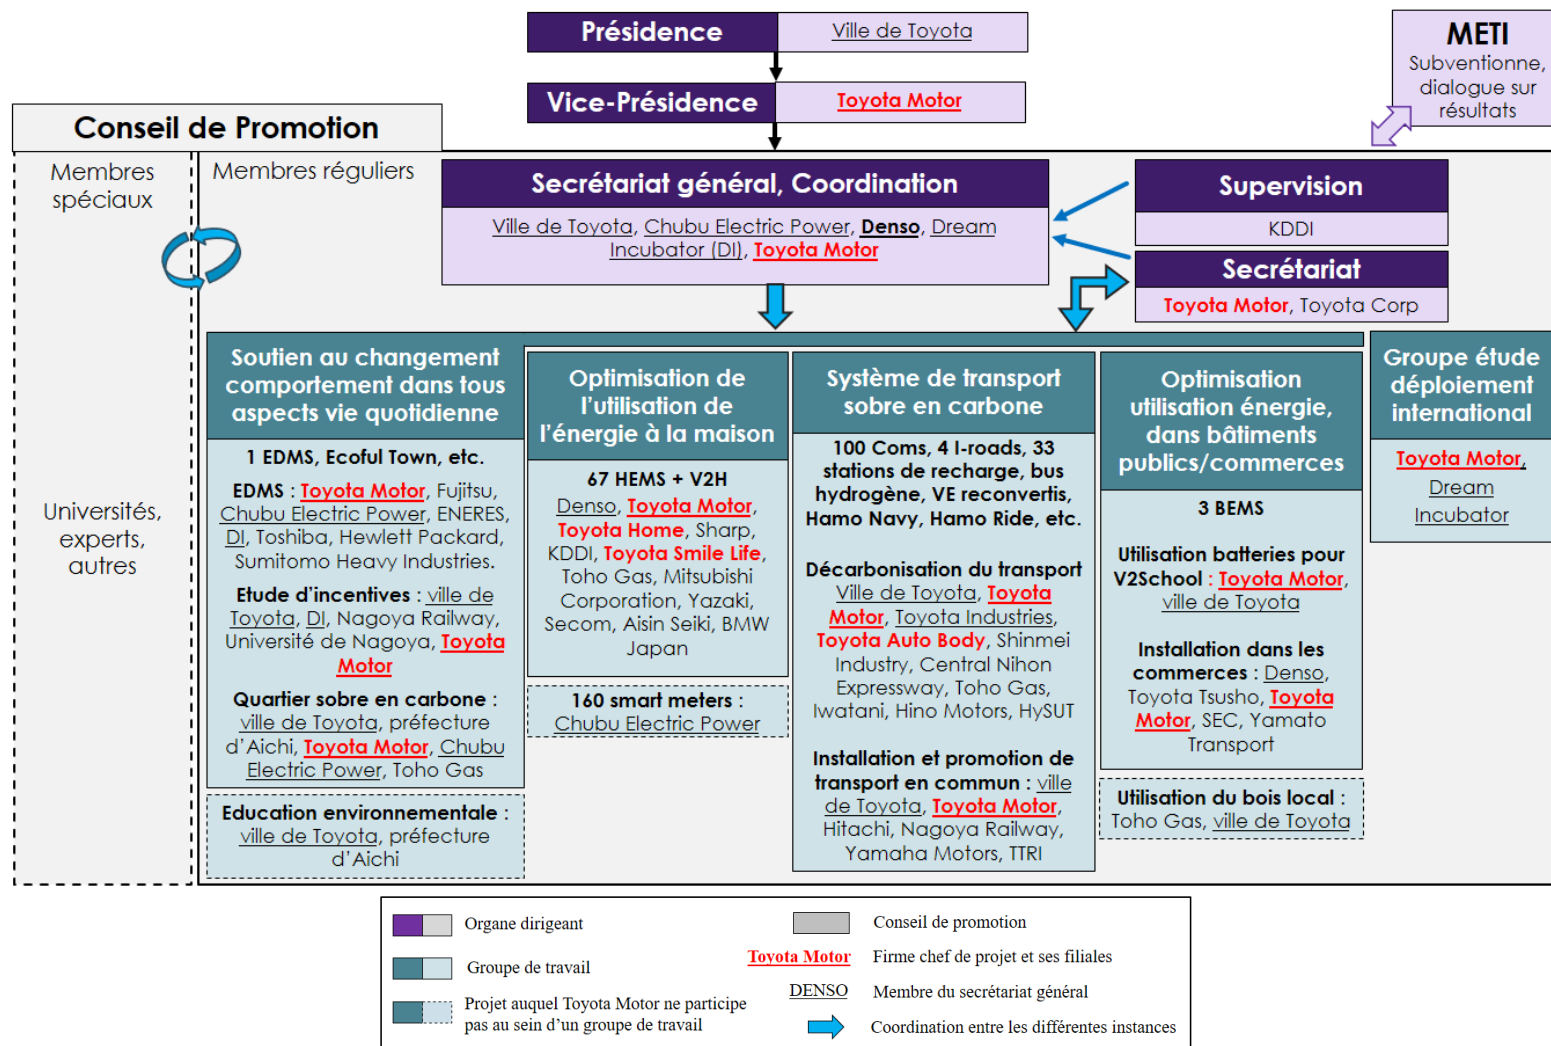 Présidence
Ville de Toyota
METI
Subventionne,
dialogue sur
résultats
Vice-Présidence
Toyota Motor
Conseil de Promotion
Membres
spéciaux
Universités,
experts,
autres
Membres réguliers
Secrétariat général, Coordination
Ville de Toyota, Chubu Electric Power, Denso, Dream
Incubator (DI), Toyota Motor
Supervision
KDDI
Secrétariat
Toyota Motor, Toyota Corp
Soutien au changement
comportement dans tous
aspects vie quotidienne
1 EDMS, Ecoful Town, etc.
EDMS : Toyota Motor, Fujitsu,
Chubu Electric Power, ENERES,
DI, Toshiba, Hewlett Packard,
Sumitomo Heavy Industries.
Etude d'incentives : ville de
Toyota, DI, Nagoya Railway,
Université de Nagoya, Toyota
Motor
Quartier sobre en carbone :
ville de Toyota, préfecture
d'Aichi, Toyota Motor, Chubu
Electric Power, Toho Gas
Education environnementale :
ville de Toyota, préfecture
d'Aichi
Optimisation de
l'utilisation de
l'énergie à la maison
67 HEMS + V2H
Denso, Toyota Motor,
Toyota Home, Sharp,
KDDI, Toyota Smile Life,
Toho Gas, Mitsubishi
Corporation, Yazaki,
Secom, Aisin Seiki, BMW
Japan
160 smart meters :
Chubu Electric Power
Système de transport
sobre en carbone
100 Coms, 4 I-roads, 33
stations de recharge, bus
hydrogène, VE reconvertis,
Hamo Navy, Hamo Ride, etc.
Décarbonisation du transport
Ville de Toyota, Toyota
Motor, Toyota Industries,
Toyota Auto Body, Shinmei
Industry, Central Nihon
Expressway, Toho Gas,
Iwatani, Hino Motors, HySUT
Installation et promotion de
transport en commun : ville
de Toyota, Toyota Motor,
Hitachi, Nagoya Railway,
Yamaha Motors, TTRI
Optimisation
utilisation énergie,
dans bâtiments
publics/commerces
3 BEMS
Utilisation batteries pour
V2School : Toyota Motor,
ville de Toyota
Installation dans les
commerces : Denso,
Toyota Tsusho, Toyota
Motor, SEC, Yamato
Transport
Utilisation du bois local :
Toho Gas, ville de Toyota
Groupe étude
déploiement
international
Toyota Motor,
Dream
Incubator
Organe dirigeant
Groupe de travail
Projet auquel Toyota Motor ne participe
pas au sein d'un groupe de travail
Conseil de promotion
Toyota Motor
Firme chef de projet et ses filiales
DENSO
Membre du secrétariat général
Coordination entre les différentes instances